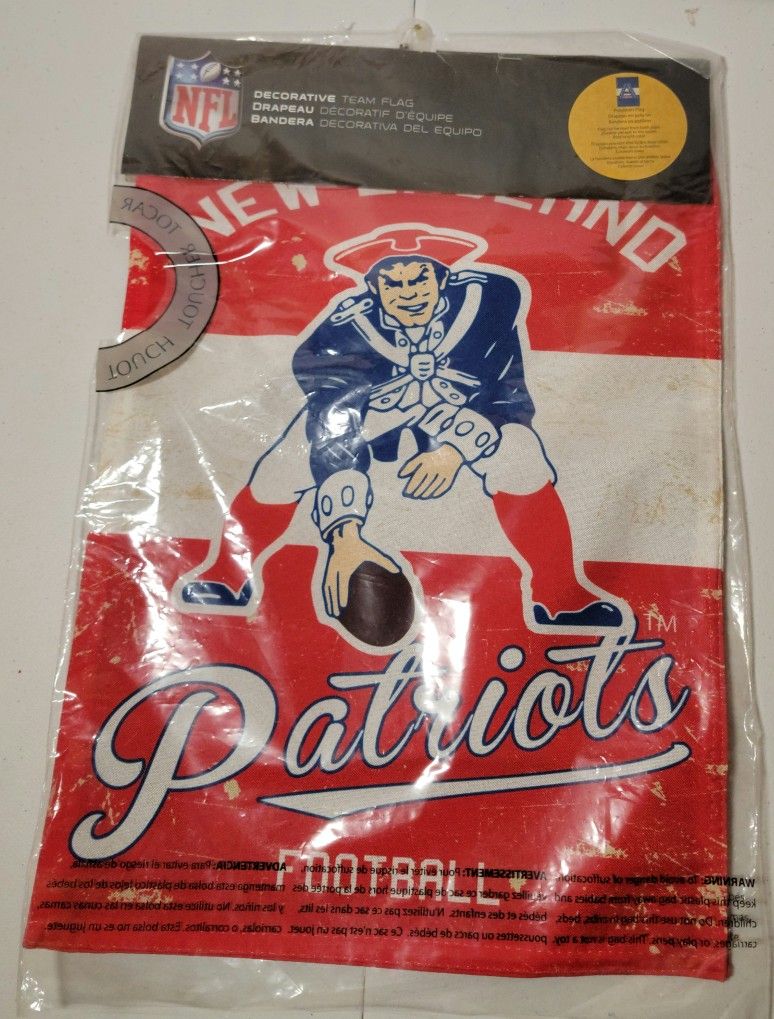 NFL
DECORATIVE TEAM FLAG
DRAPEAU DÉCORATIF D'ÉQUIPE
BANDERA DECORATIVA DEL EQUIPO
TOCAR
TOUCHER
TOUCH
NEW ENGLAND
TM
Patriots
FOOTBALL
WARNING: To avoid danger of suffocation,
keep this plastic bag away from babies and
children. Do not use this bag in cribs, beds,
carriages, or play pens. This bag is not a toy.
AVERTISSEMENT: Pour éviter le risque de suffocation,
veuillez garder ce sac de plastique hors de la portée des
bébés et des enfants. N'utilisez pas ce sac dans les lits,
poussettes ou parcs de bébés. Ce sac n'est pas un jouet.
ADVERTENCIA: Para evitar el riesgo de asfixia,
mantenga esta bolsa de plástico lejos de los bebés
y los niños. No utilice esta bolsa en las cunas camas,
carriolas, o corralitos. Esta bolsa no es un juguete.